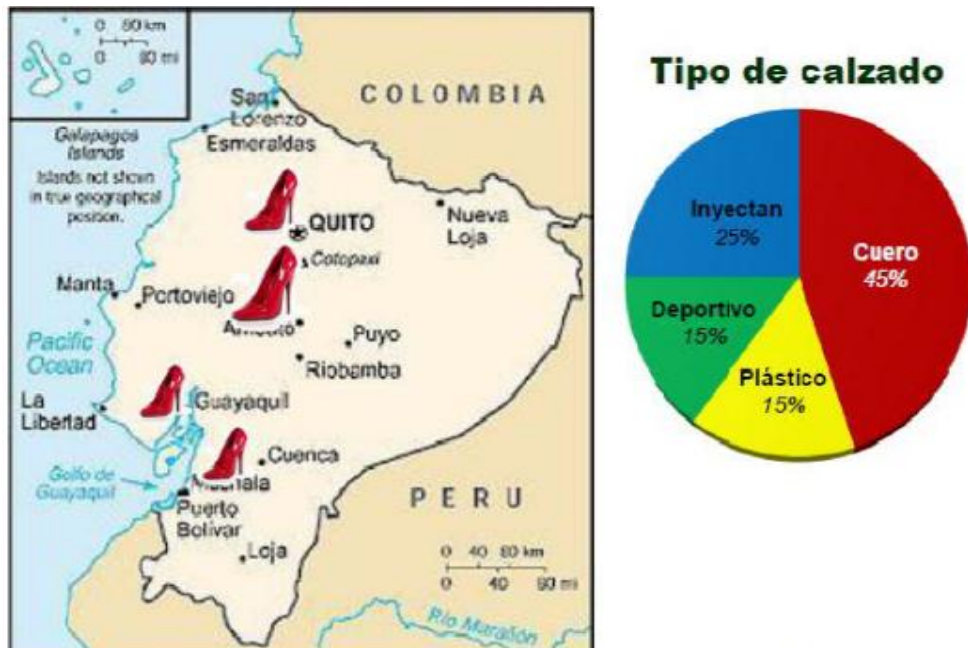 0 80 km
0 80 mi
Galapagos
Islands
Islands not shown
in true geographical
position.
San
Lorenzo
Esmeraldas
COLOMBIA
QUITO
Cotopaxi
Nueva
Loja
Manta
Portoviejo
Pacific
Ocean
Puyo
Riobamba
La
Libertad
Guayaquil
Cuenca
Golfo de
Guayaquil
Puerto
Bolívar
Loja
PERU
0 40 80 km
0 40 80 mi
Río Marañón
Tipo de calzado
Inyectan
25%
Cuero
45%
Deportivo
15%
Plástico
15%